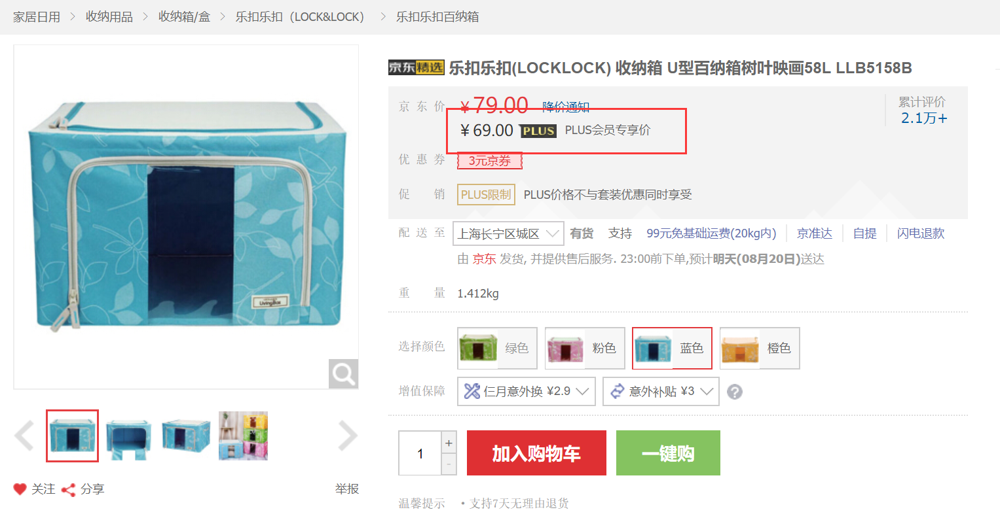 家居日用 > 收纳用品 > 收纳箱/盒 > 乐扣乐扣（LOCK&LOCK） > 乐扣乐扣百纳箱
京东精选 乐扣乐扣(LOCKLOCK) 收纳箱 U型百纳箱树叶映画58L LLB5158B
京东价 ￥79.00 降价通知
累计评价
2.1万+
￥69.00 PLUS PLUS会员专享价
优惠券 3元京券
促销 PLUS限制 PLUS价格不与套装优惠同时享受
配送至 上海长宁区城区 有货 支持 99元免基础运费(20kg内) 京准达 自提 闪电退款
由 京东 发货, 并提供售后服务. 23:00前下单,预计明天(08月20日)送达
重量 1.412kg
LivingBox
选择颜色 绿色 粉色 蓝色 橙色
增值保障 仨月意外换 ¥2.9 意外补贴 ¥3 ?
1 + - 加入购物车 一键购
关注 分享 举报
温馨提示 •支持7天无理由退货